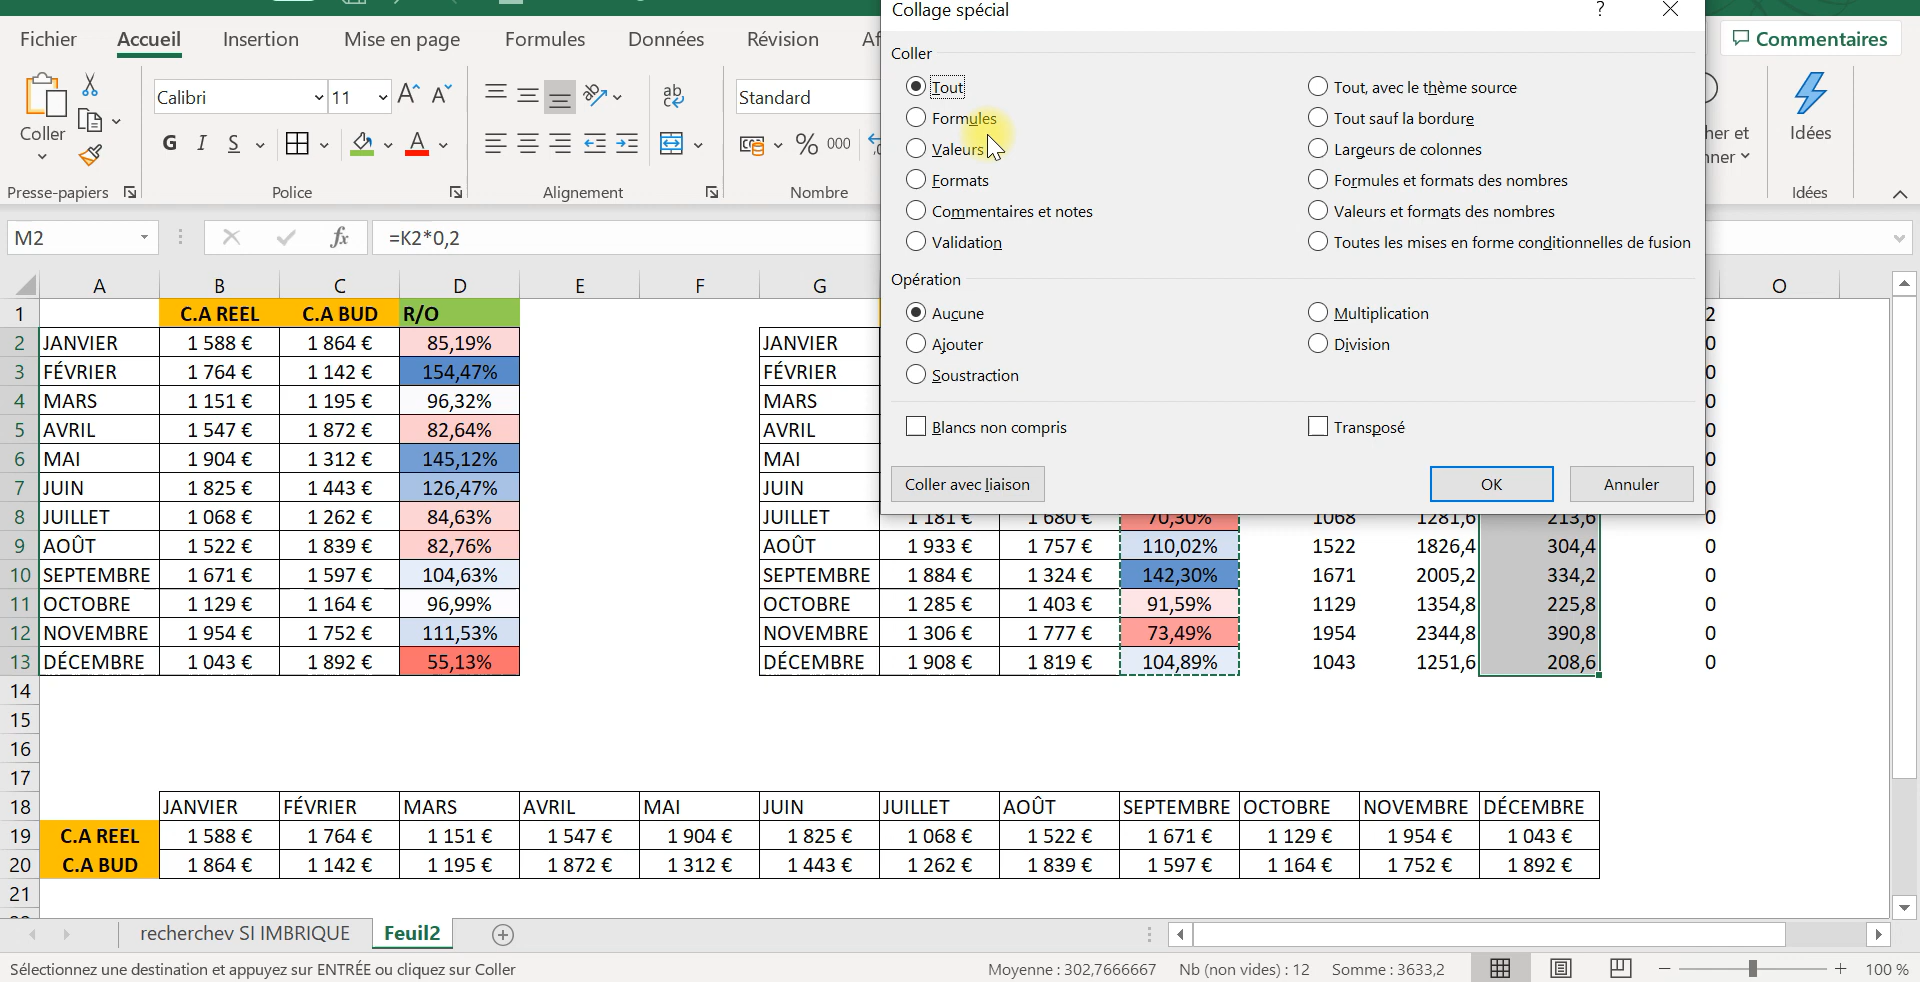 Collage spécial ?
Fichier Accueil Insertion Mise en page Formules Données Révision Af Commentaires
Coller
Tout Tout, avec le thème source
Formules Tout sauf la bordure
Valeurs Largeurs de colonnes
Formats Formules et formats des nombres
Commentaires et notes Valeurs et formats des nombres
Validation Toutes les mises en forme conditionnelles de fusion
Opération
Aucune Multiplication
Ajouter Division
Soustraction
Blancs non compris Transposé
Coller avec liaison OK Annuler
Coller Calibri 11 Standard her et Idées
G I S A % 000 ner
Presse-papiers Police Alignement Nombre Idées
M2 fx =K2*0,2
A B C D E F G O
1 C.A REEL C.A BUD R/O 2
2 JANVIER 1 588 € 1 864 € 85,19% JANVIER 0
3 FÉVRIER 1 764 € 1 142 € 154,47% FÉVRIER 0
4 MARS 1 151 € 1 195 € 96,32% MARS 0
5 AVRIL 1 547 € 1 872 € 82,64% AVRIL 0
6 MAI 1 904 € 1 312 € 145,12% MAI 0
7 JUIN 1 825 € 1 443 € 126,47% JUIN 0
8 JUILLET 1 068 € 1 262 € 84,63% JUILLET 1 181 € 1 680 € 70,30% 1068 1281,6 213,6 0
9 AOÛT 1 522 € 1 839 € 82,76% AOÛT 1 933 € 1 757 € 110,02% 1522 1826,4 304,4 0
10 SEPTEMBRE 1 671 € 1 597 € 104,63% SEPTEMBRE 1 884 € 1 324 € 142,30% 1671 2005,2 334,2 0
11 OCTOBRE 1 129 € 1 164 € 96,99% OCTOBRE 1 285 € 1 403 € 91,59% 1129 1354,8 225,8 0
12 NOVEMBRE 1 954 € 1 752 € 111,53% NOVEMBRE 1 306 € 1 777 € 73,49% 1954 2344,8 390,8 0
13 DÉCEMBRE 1 043 € 1 892 € 55,13% DÉCEMBRE 1 908 € 1 819 € 104,89% 1043 1251,6 208,6 0
14
15
16
17
18 JANVIER FÉVRIER MARS AVRIL MAI JUIN JUILLET AOÛT SEPTEMBRE OCTOBRE NOVEMBRE DÉCEMBRE
19 C.A REEL 1 588 € 1 764 € 1 151 € 1 547 € 1 904 € 1 825 € 1 068 € 1 522 € 1 671 € 1 129 € 1 954 € 1 043 €
20 C.A BUD 1 864 € 1 142 € 1 195 € 1 872 € 1 312 € 1 443 € 1 262 € 1 839 € 1 597 € 1 164 € 1 752 € 1 892 €
21
recherchev SI IMBRIQUE Feuil2
Sélectionnez une destination et appuyez sur ENTRÉE ou cliquez sur Coller Moyenne : 302,7666667 Nb (non vides) : 12 Somme : 3633,2 100 %